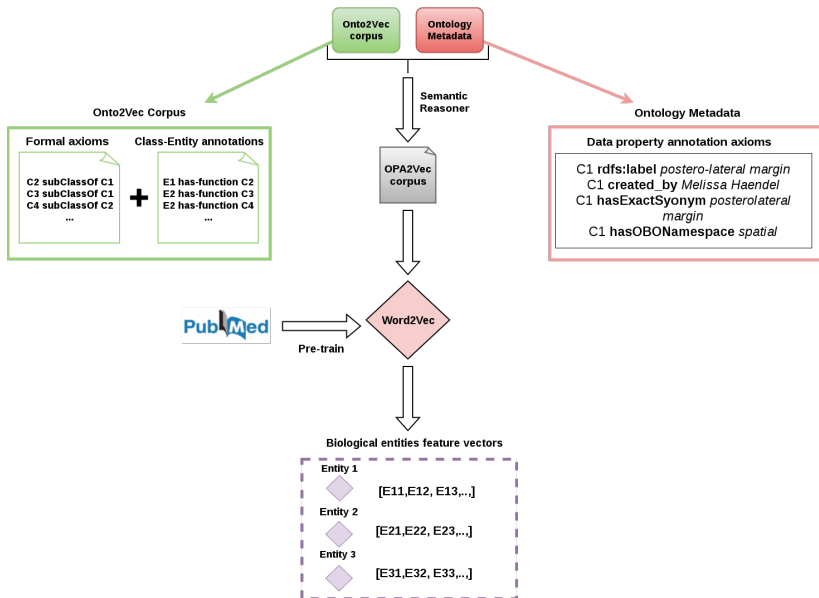 Onto2Vec
corpus
Ontology
Metadata
Semantic
Reasoner
Onto2Vec Corpus
Formal axioms
Class-Entity annotations
C2 subClassOf C1
C3 subClassOf C1
C4 subClassOf C2
...
+
E1 has-function C2
E2 has-function C3
E2 has-function C4
...
Ontology Metadata
Data property annotation axioms
C1 rdfs:label postero-lateral margin
C1 created_by Melissa Haendel
C1 hasExactSyonym posterolateral
margin
C1 hasOBONamespace spatial
OPA2Vec
corpus
PubMed
Pre-train
Word2Vec
Biological entities feature vectors
Entity 1
[E11,E12, E13,..,]
Entity 2
[E21,E22, E23,..,]
Entity 3
[E31,E32, E33,..,]